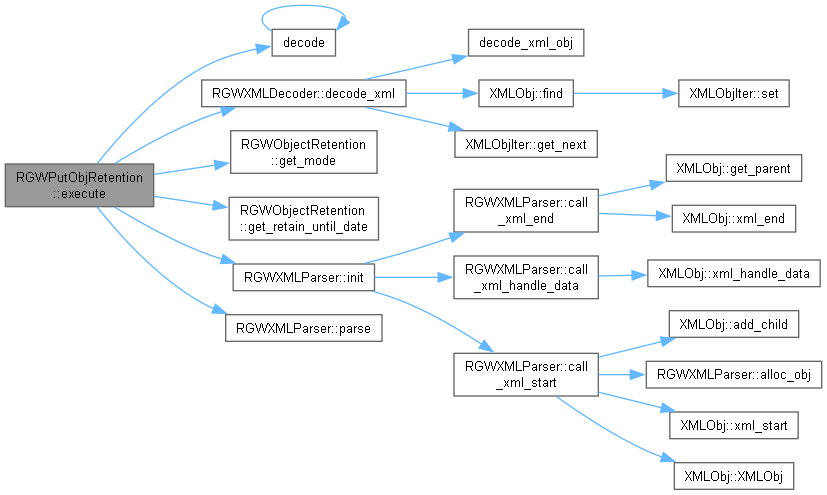 RGWPutObjRetention
::execute
decode
RGWXMLDecoder::decode_xml
decode_xml_obj
XMLObj::find
XMLObjIter::set
XMLObjIter::get_next
RGWObjectRetention
::get_mode
RGWObjectRetention
::get_retain_until_date
RGWXMLParser::init
RGWXMLParser::call
_xml_end
XMLObj::get_parent
XMLObj::xml_end
RGWXMLParser::call
_xml_handle_data
XMLObj::xml_handle_data
RGWXMLParser::call
_xml_start
XMLObj::add_child
RGWXMLParser::alloc_obj
XMLObj::xml_start
XMLObj::XMLObj
RGWXMLParser::parse